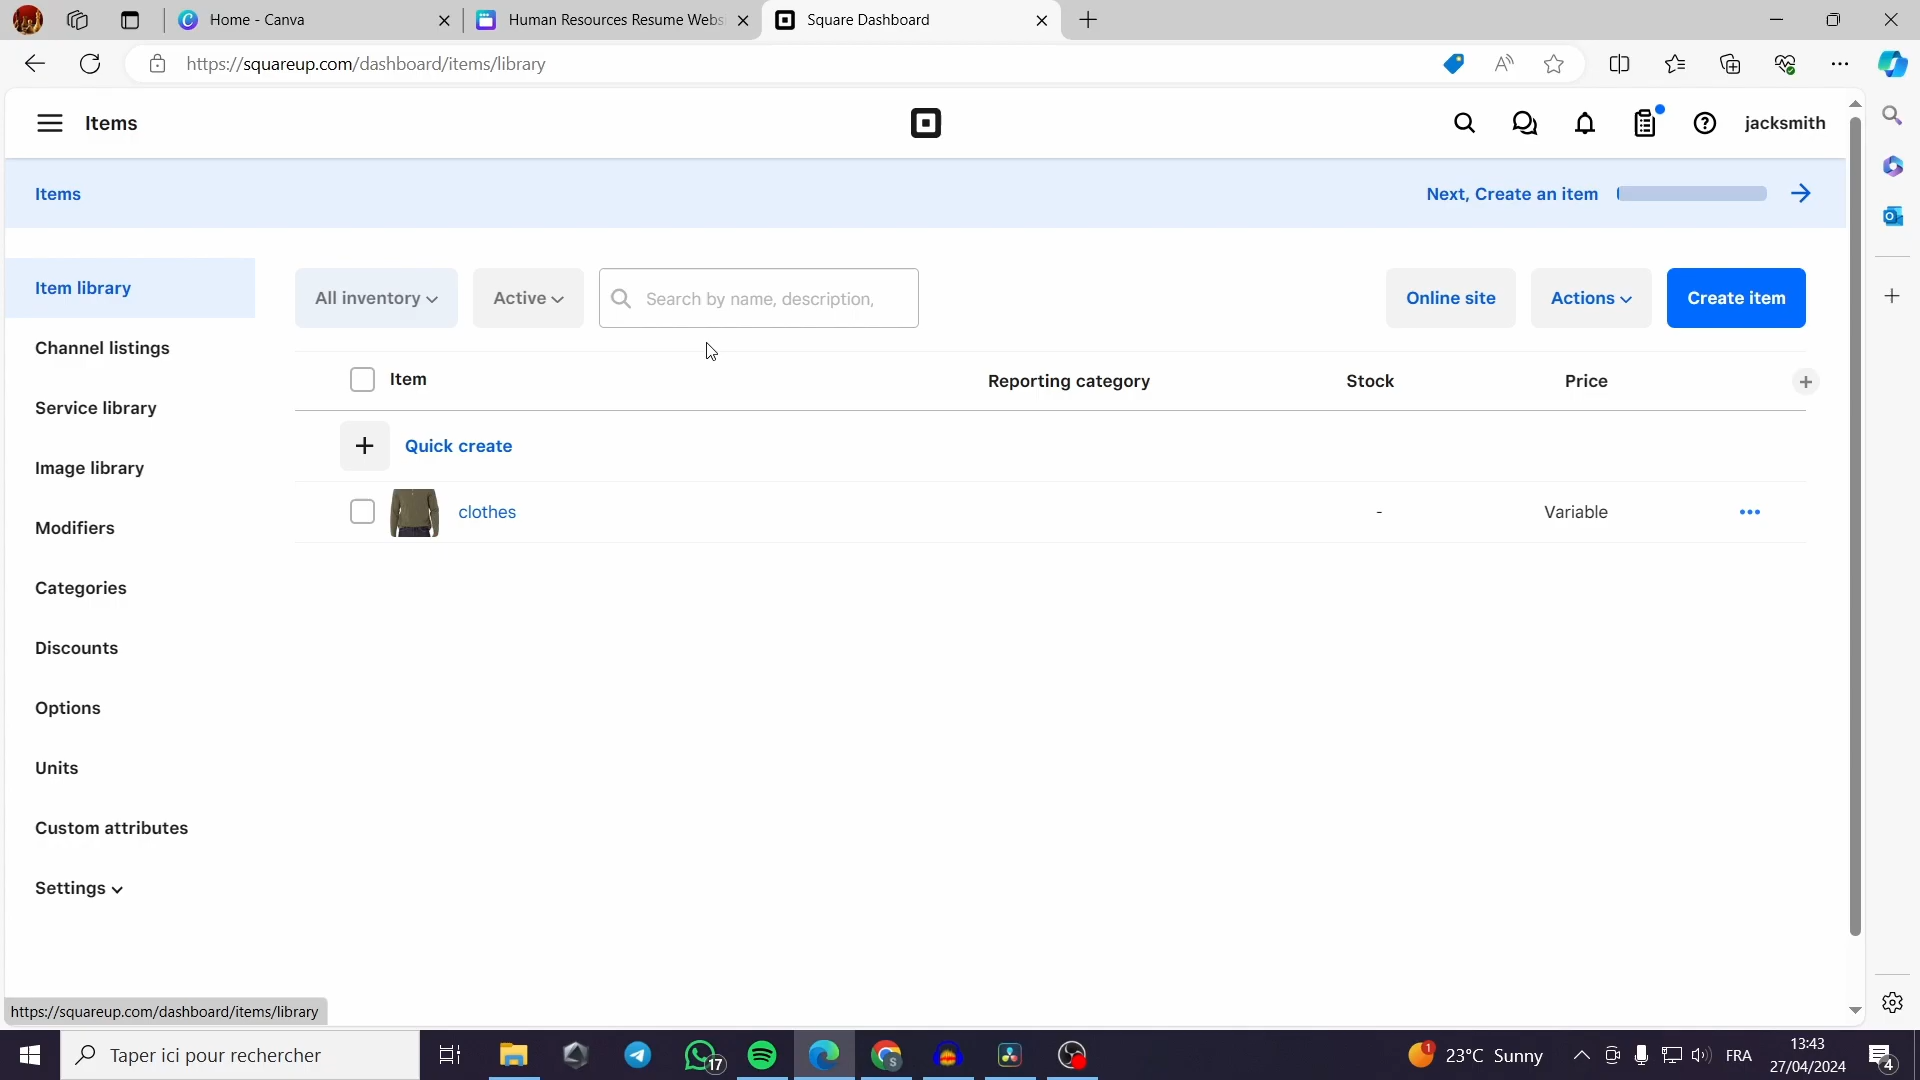 Home - Canva
Human Resources Resume Webs
Square Dashboard
https://squareup.com/dashboard/items/library
Items
jacksmith
Items
Next, Create an item
Item library
All inventory
Active
Search by name, description,
Online site
Actions
Create item
Channel listings
Item
Reporting category
Stock
Price
Service library
Quick create
Image library
clothes
-
Variable
Modifiers
Categories
Discounts
Options
Units
Custom attributes
Settings
https://squareup.com/dashboard/items/library
Taper ici pour rechercher
17
1
23°C Sunny
FRA
13:43
27/04/2024
4